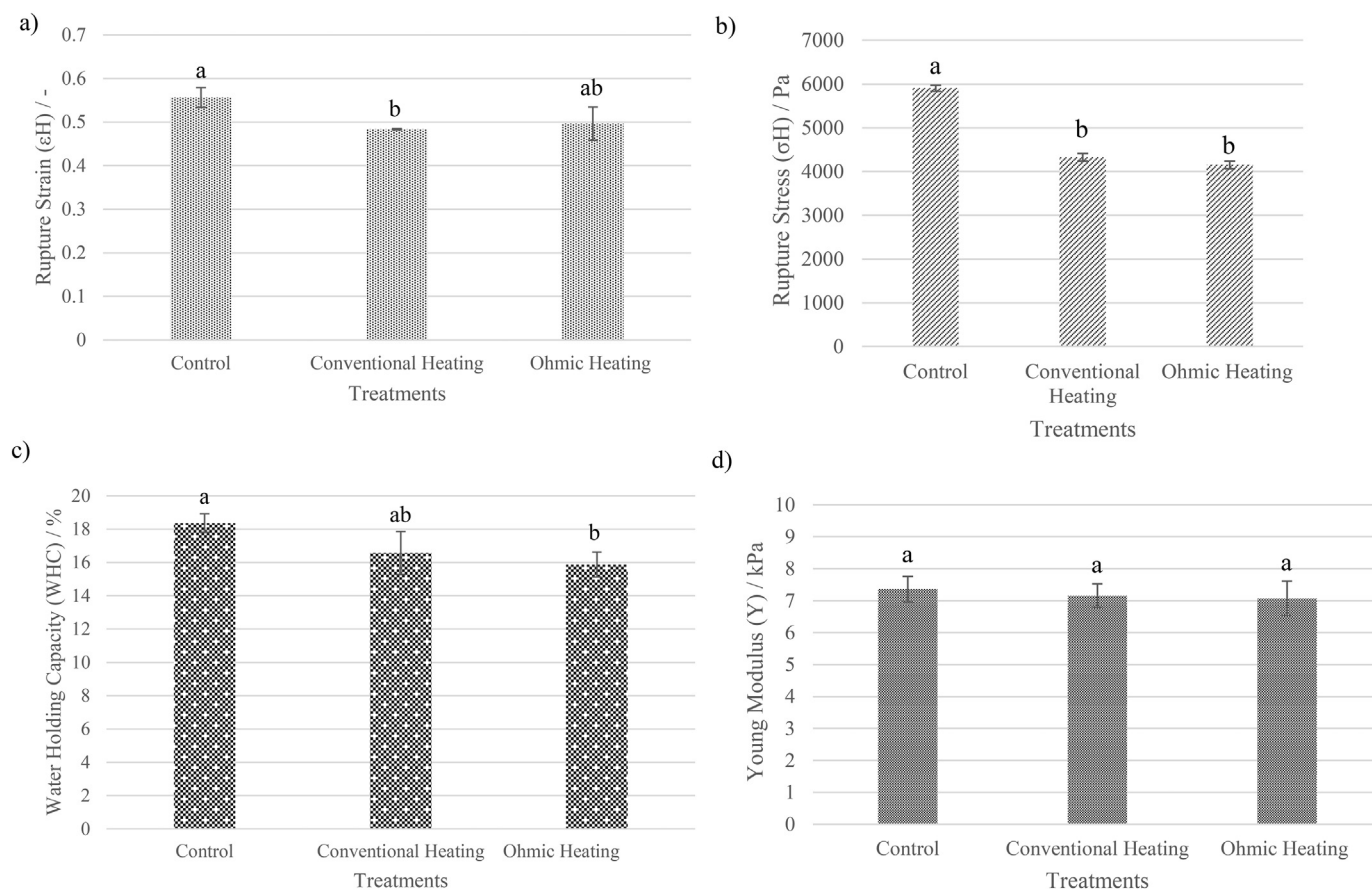 a)
Rupture Strain (εH) / -
0.7
0.6
0.5
0.4
0.3
0.2
0.1
0
a
b
ab
Control
Conventional Heating
Ohmic Heating
Treatments
b)
Rupture Stress (σH) / Pa
7000
6000
5000
4000
3000
2000
1000
0
a
b
b
Control
Conventional
Heating
Ohmic Heating
Treatments
c)
Water Holding Capacity (WHC) / %
20
18
16
14
12
10
8
6
4
2
0
a
ab
b
Control
Conventional Heating
Ohmic Heating
Treatments
d)
Young Modulus (Y) / kPa
10
9
8
7
6
5
4
3
2
1
0
a
a
a
Control
Conventional Heating
Ohmic Heating
Treatments